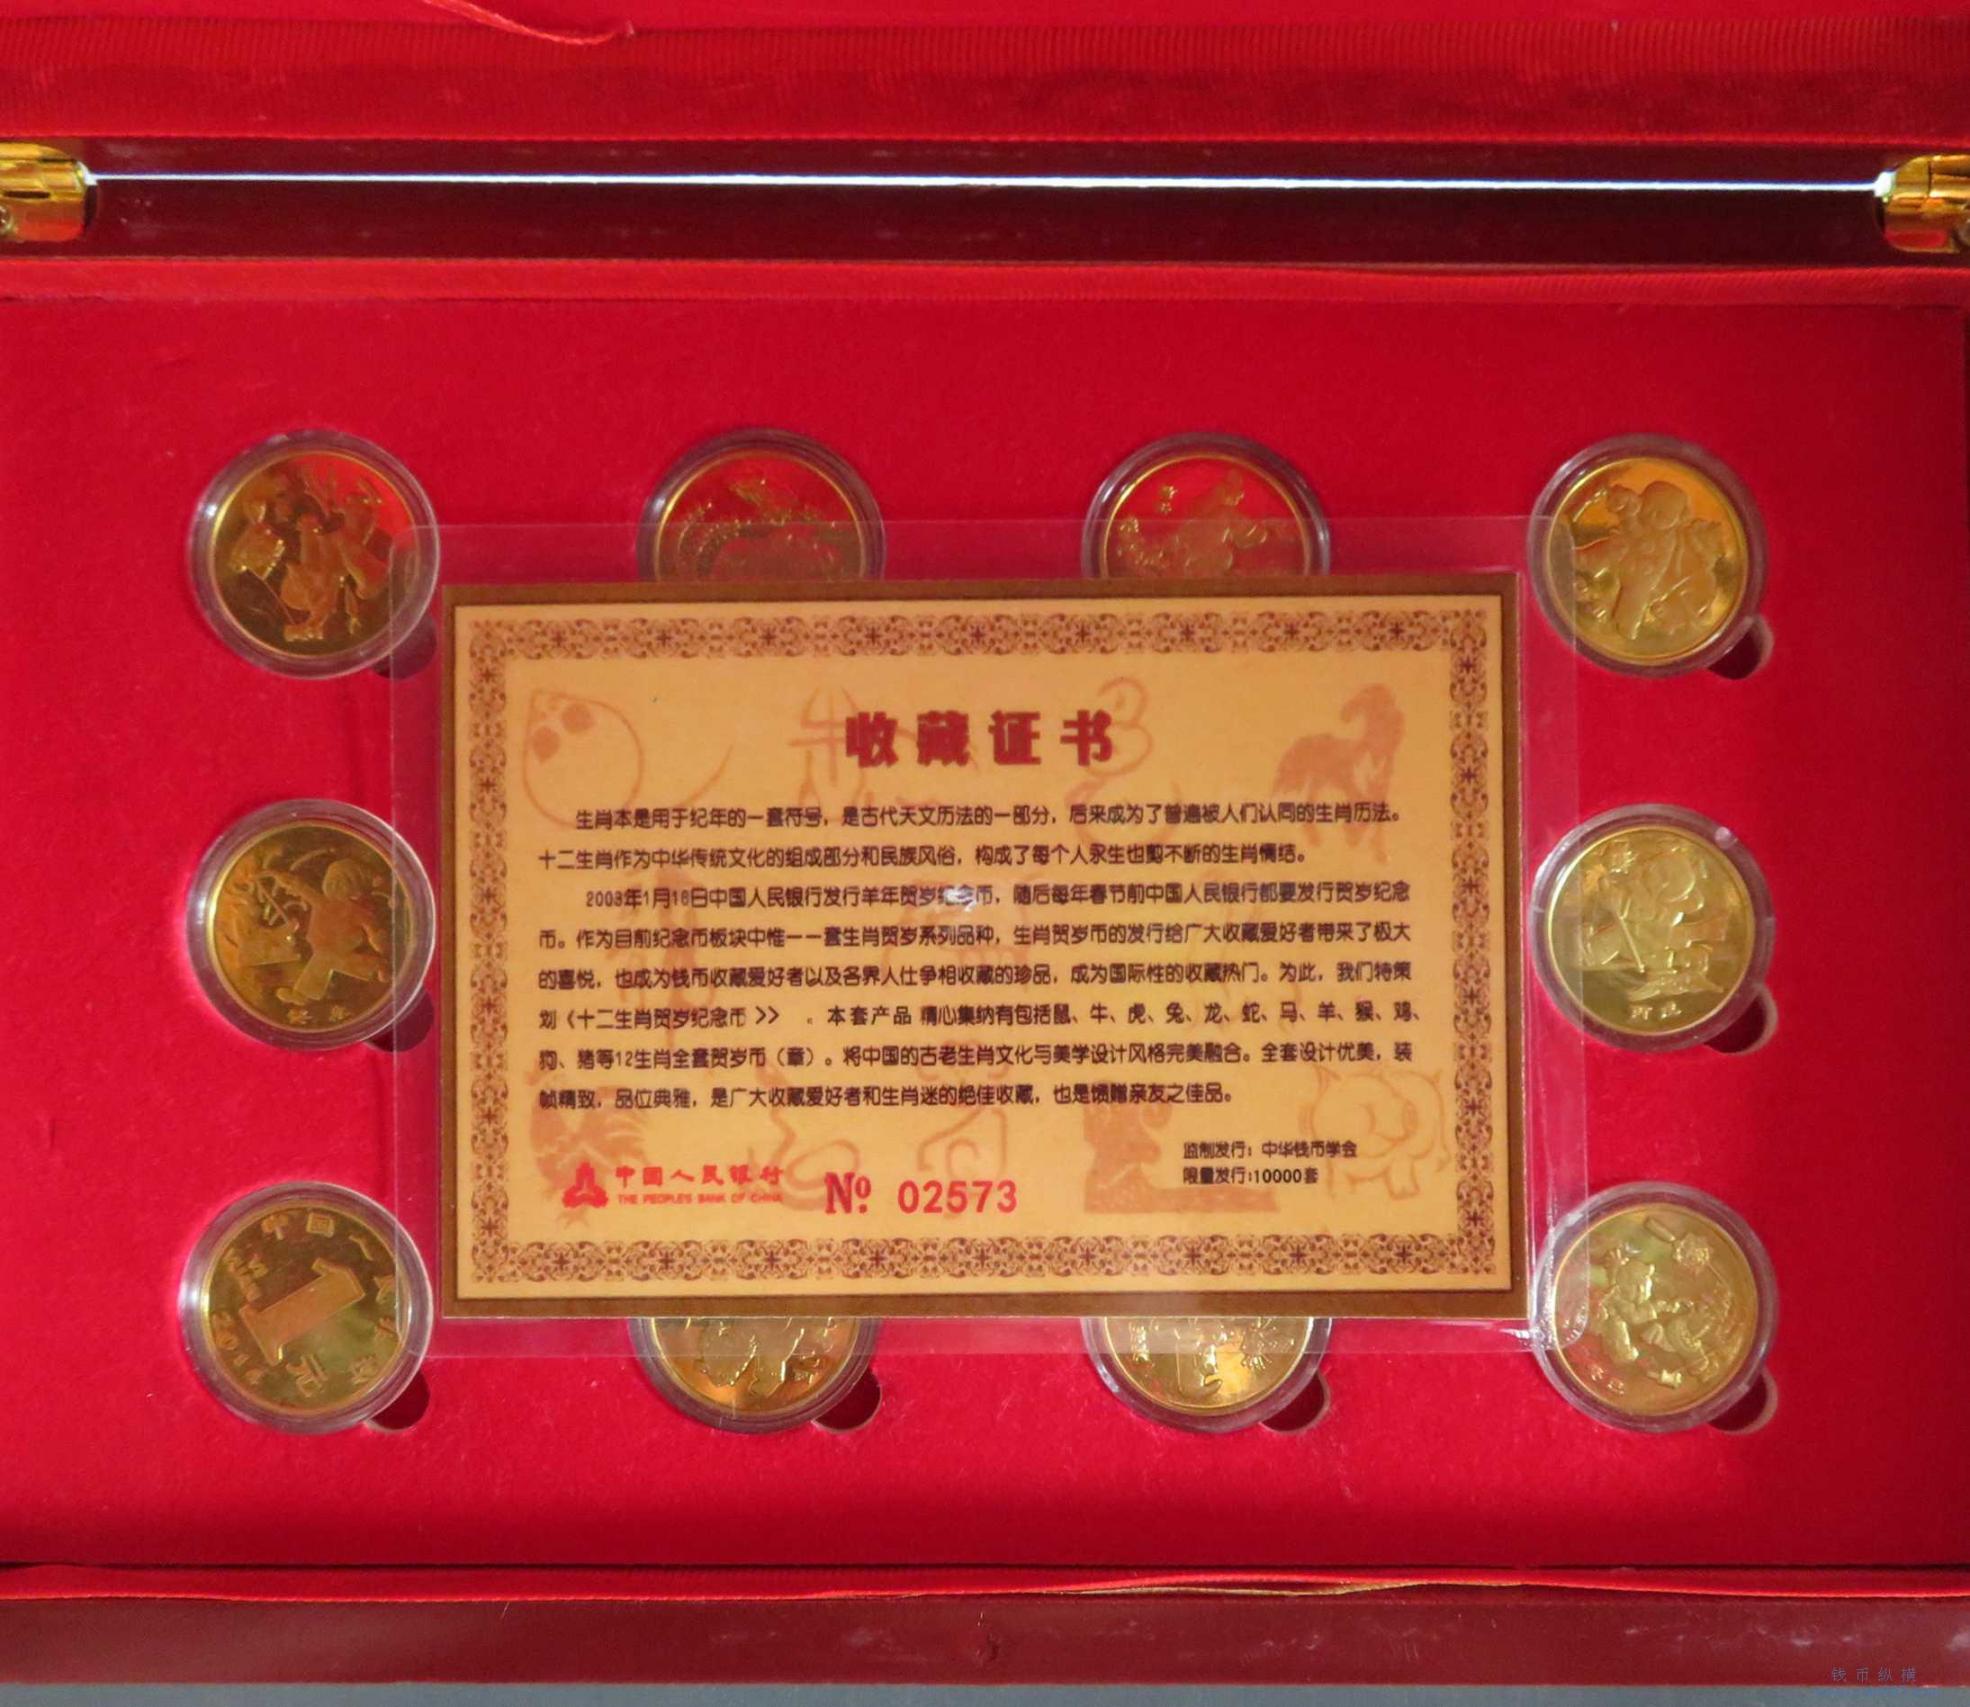 收藏证书
生肖本是用于纪年的一套符号，是古代天文历法的一部分，后来成为了普遍被人们认同的生肖历法。
十二生肖作为中华传统文化的组成部分和民族风俗，构成了每个人永生也剪不断的生肖情结。
2003年1月16日中国人民银行发行羊年贺岁纪念币，随后每年春节前中国人民银行都要发行贺岁纪念
币。作为目前纪念币板块中惟一一套生肖贺岁系列品种，生肖贺岁币的发行给广大收藏爱好者带来了极大
的喜悦，也成为钱币收藏爱好者以及各界人仕争相收藏的珍品，成为国际性的收藏热门。为此，我们特策
划《十二生肖贺岁纪念币 >> 。本套产品 精心集纳有包括鼠、牛、虎、兔、龙、蛇、马、羊、猴、鸡、
狗、猪等12生肖全套贺岁币（章）。将中国的古老生肖文化与美学设计风格完美融合。全套设计优美，装
帧精致，品位典雅，是广大收藏爱好者和生肖迷的绝佳收藏，也是馈赠亲友之佳品。
监制发行：中华钱币学会
限量发行:10000套
中国人民银行
THE PEOPLE'S BANK OF CHINA
№ 02573
癸未
中国
1
元
钱币纵横